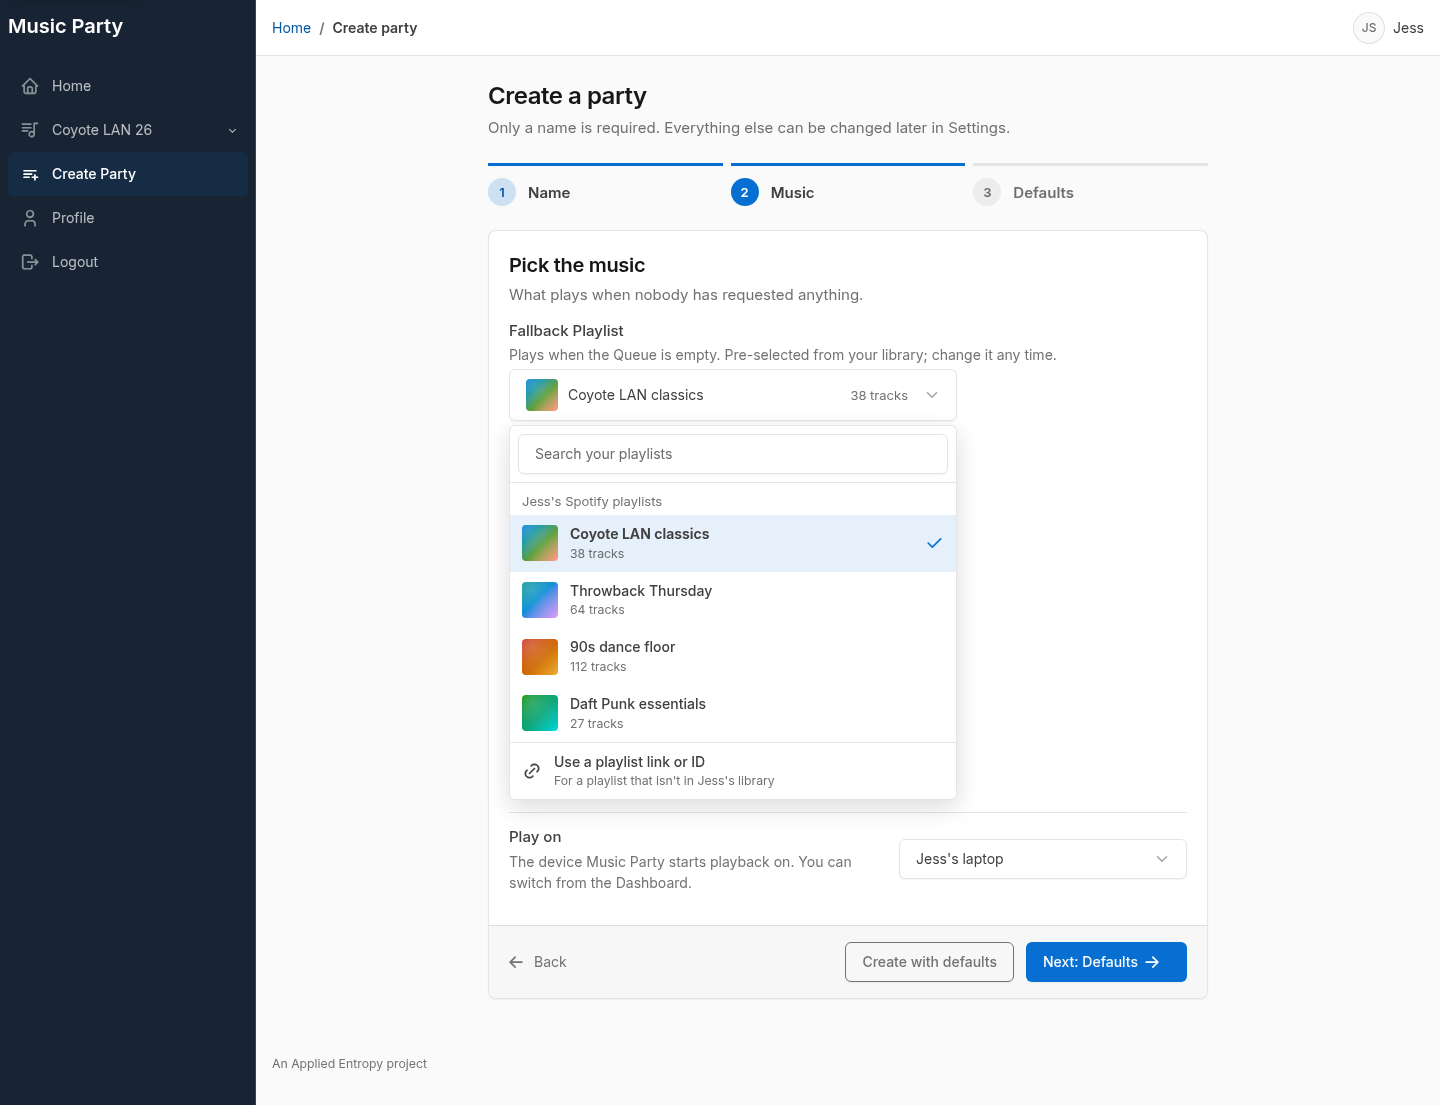 Music Party
Home
Coyote LAN 26
Create Party
Profile
Logout
Home / Create party
JS Jess
Create a party
Only a name is required. Everything else can be changed later in Settings.
1 Name
2 Music
3 Defaults
Pick the music
What plays when nobody has requested anything.
Fallback Playlist
Plays when the Queue is empty. Pre-selected from your library; change it any time.
Coyote LAN classics 38 tracks
Search your playlists
Jess's Spotify playlists
Coyote LAN classics
38 tracks
Throwback Thursday
64 tracks
90s dance floor
112 tracks
Daft Punk essentials
27 tracks
Use a playlist link or ID
For a playlist that isn't in Jess's library
Play on
The device Music Party starts playback on. You can
switch from the Dashboard.
Jess's laptop
Back
Create with defaults
Next: Defaults
An Applied Entropy project